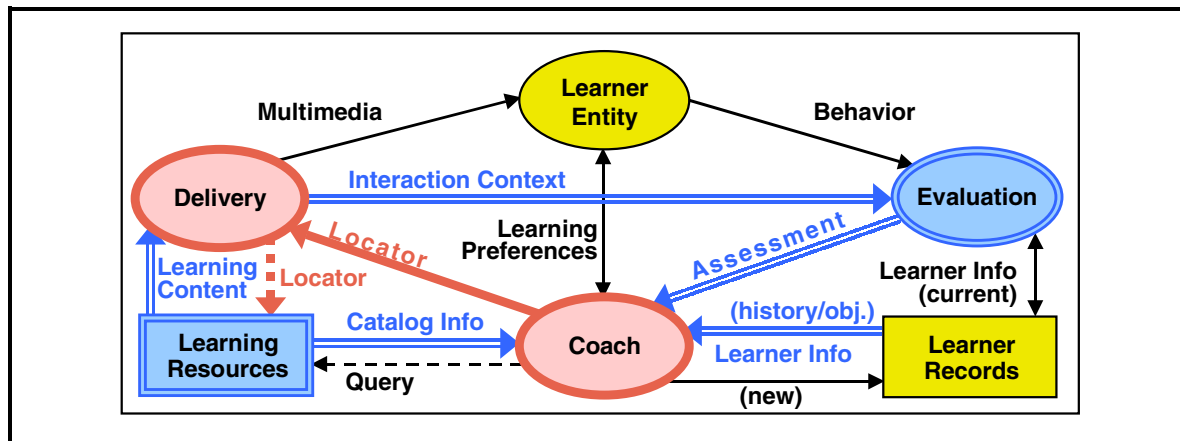 Learner
Entity
Multimedia
Behavior
Delivery
Interaction Context
Evaluation
Locator
Learning
Preferences
Assessment
Learning
Content
Locator
Learner Info
(current)
Learning
Resources
Catalog Info
Coach
(history/obj.)
Learner Info
Learner
Records
Query
(new)